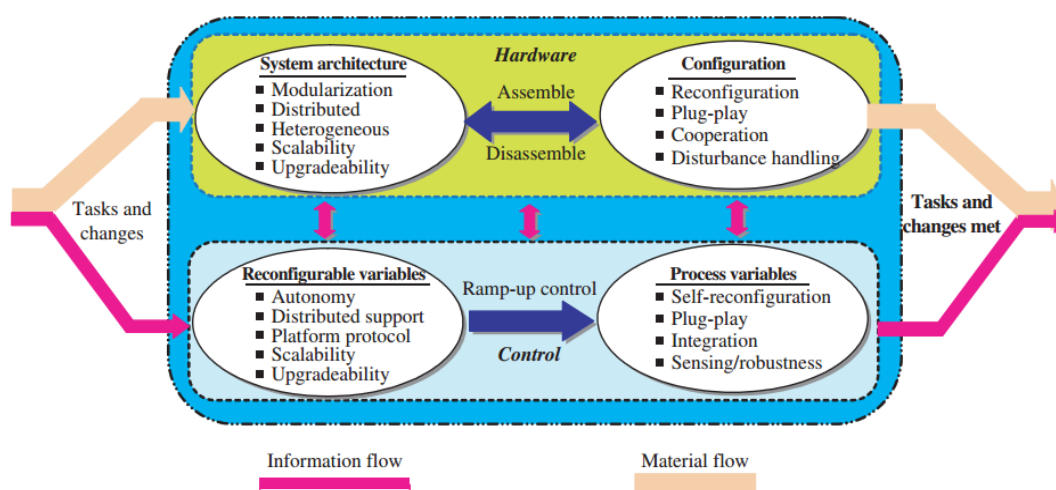 Hardware
System architecture
■ Modularization
■ Distributed
■ Heterogeneous
■ Scalability
■ Upgradeability
Assemble
Disassemble
Configuration
■ Reconfiguration
■ Plug-play
■ Cooperation
■ Disturbance handling
Tasks and
changes
Tasks and
changes met
Reconfigurable variables
■ Autonomy
■ Distributed support
■ Platform protocol
■ Scalability
■ Upgradeability
Ramp-up control
Control
Process variables
■ Self-reconfiguration
■ Plug-play
■ Integration
■ Sensing/robustness
Information flow
Material flow